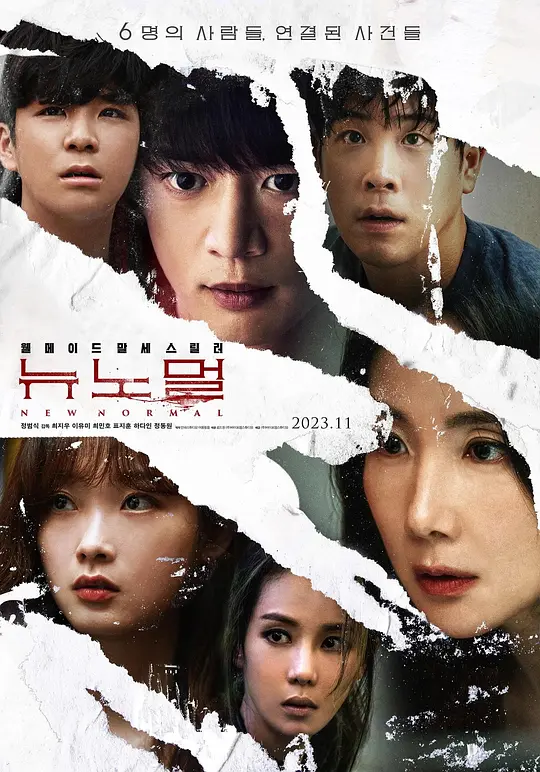 6명의 사람들, 연결된 사건들
웰메이드 말세스릴러
뉴노멀
NEW NORMAL
정범식 감독 최지우 이유미 최민호 표지훈 하다인 정동원
2023.11